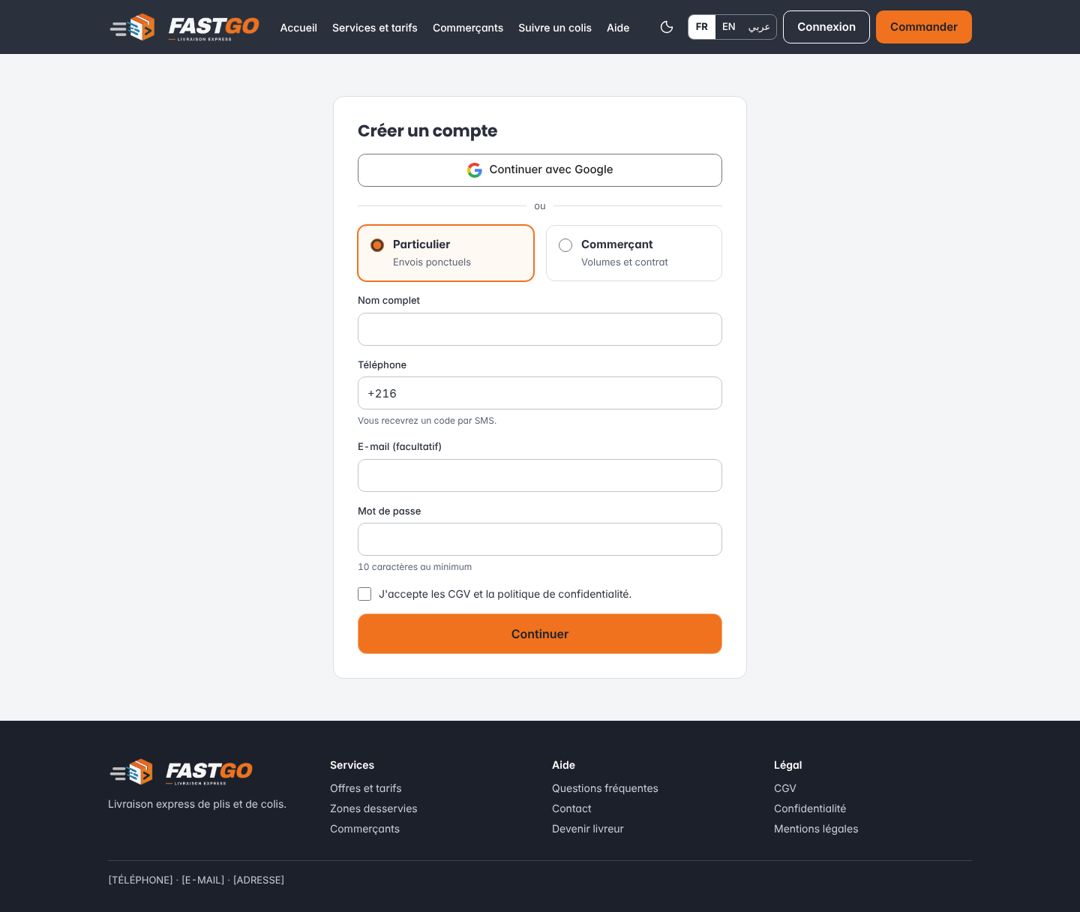 FASTGO
LIVRAISON EXPRESS
Accueil
Services et tarifs
Commerçants
Suivre un colis
Aide
FR
EN
عربي
Connexion
Commander
Créer un compte
Continuer avec Google
ou
Particulier
Envois ponctuels
Commerçant
Volumes et contrat
Nom complet
Téléphone
+216
Vous recevrez un code par SMS.
E-mail (facultatif)
Mot de passe
10 caractères au minimum
J'accepte les CGV et la politique de confidentialité.
Continuer
FASTGO
LIVRAISON EXPRESS
Livraison express de plis et de colis.
Services
Offres et tarifs
Zones desservies
Commerçants
Aide
Questions fréquentes
Contact
Devenir livreur
Légal
CGV
Confidentialité
Mentions légales
[TÉLÉPHONE] · [E-MAIL] · [ADRESSE]